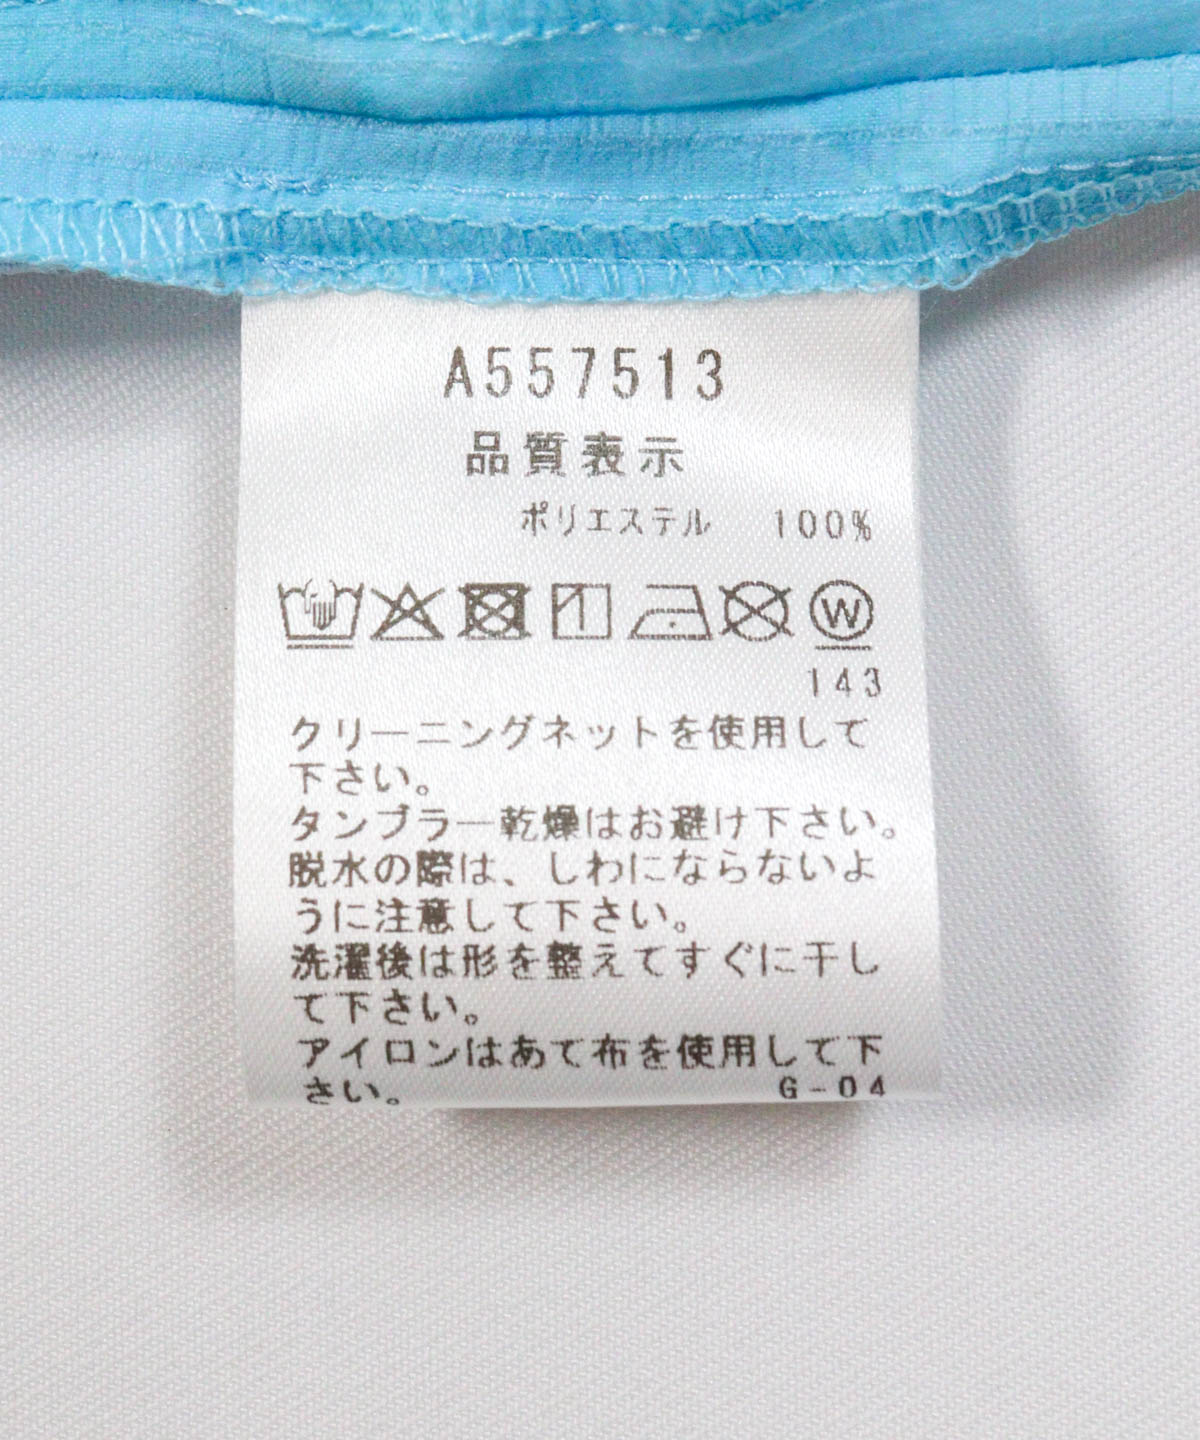 A557513
品質表示
ポリエステル 100%
W
143
クリーニングネットを使用して
下さい。
タンブラー乾燥はお避け下さい。
脱水の際は、しわにならないよ
うに注意して下さい。
洗濯後は形を整えてすぐに干し
て下さい。
アイロンはあて布を使用して下
さい。 G-04